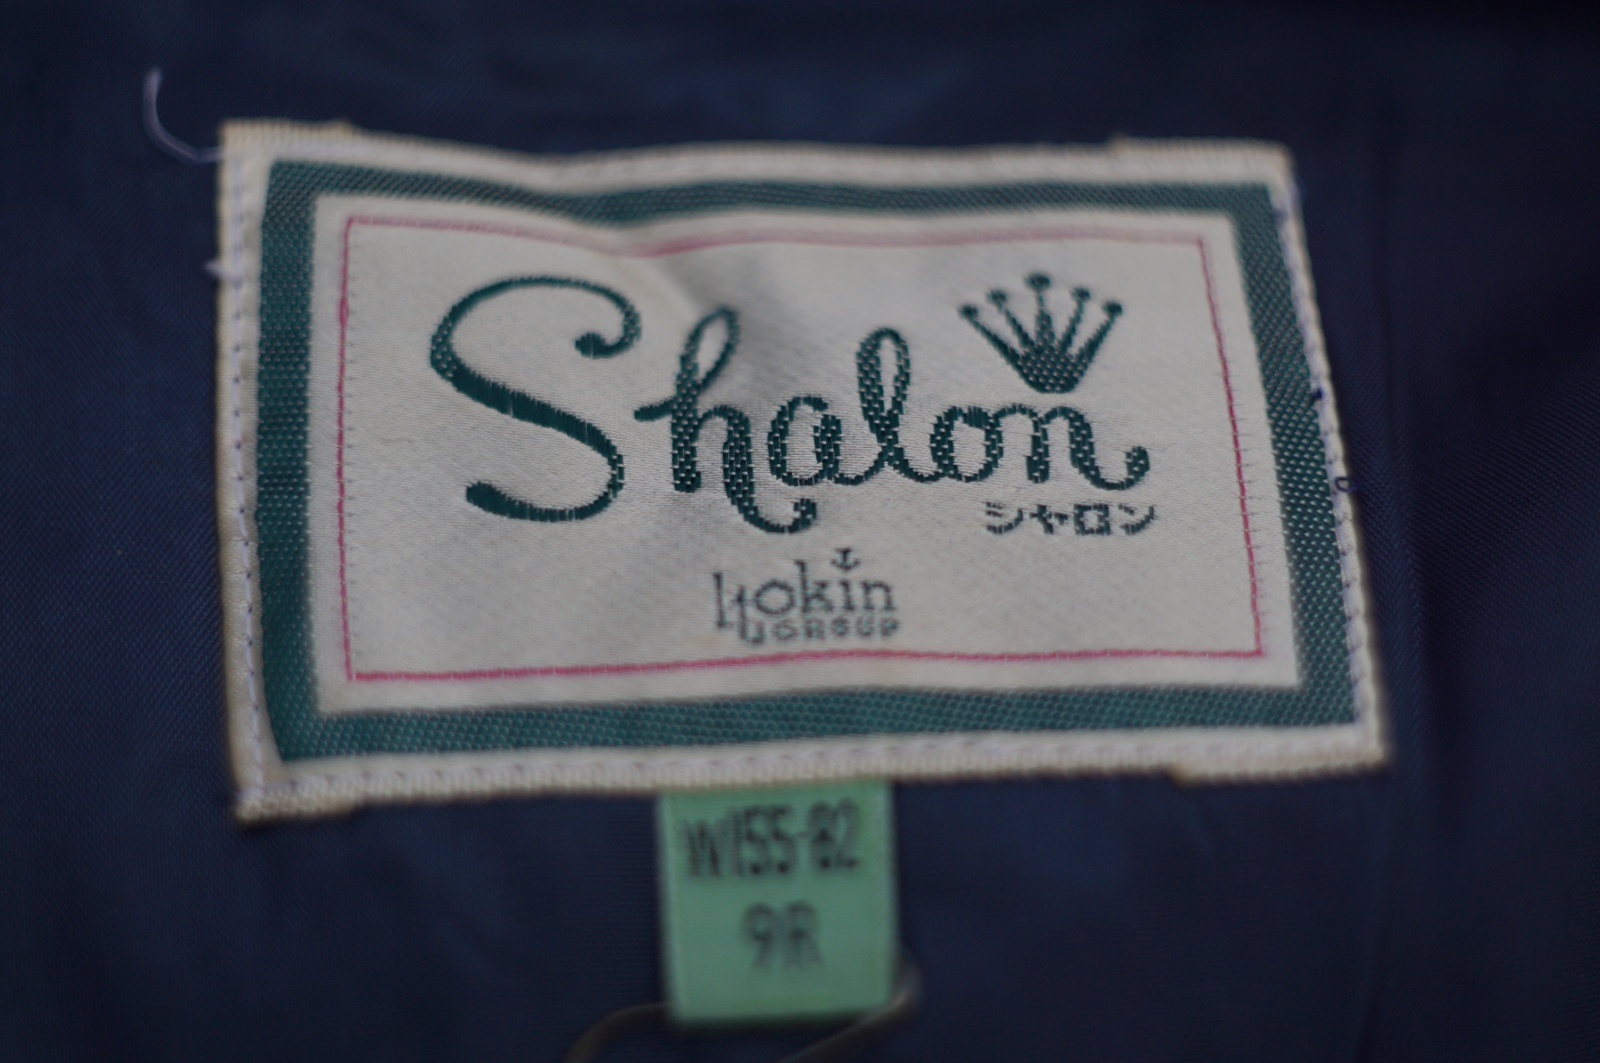 Shalon
シャロン
Itokin
GROUP
W155-82
9R